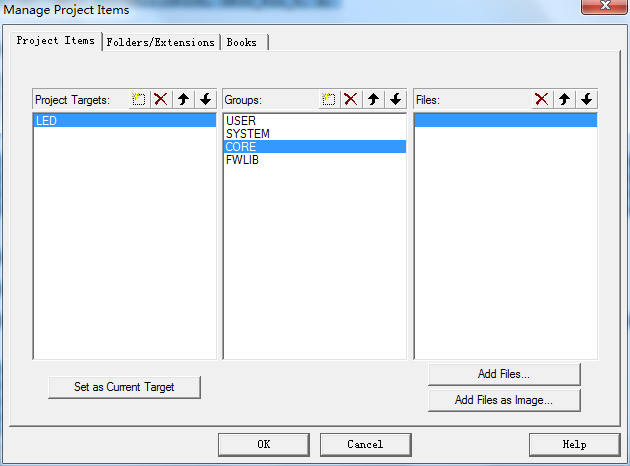 Manage Project Items
Project Items Folders/Extensions Books
Project Targets: Groups: Files:
LED
USER
SYSTEM
CORE
FWLIB
Set as Current Target
Add Files...
Add Files as Image...
OK Cancel Help